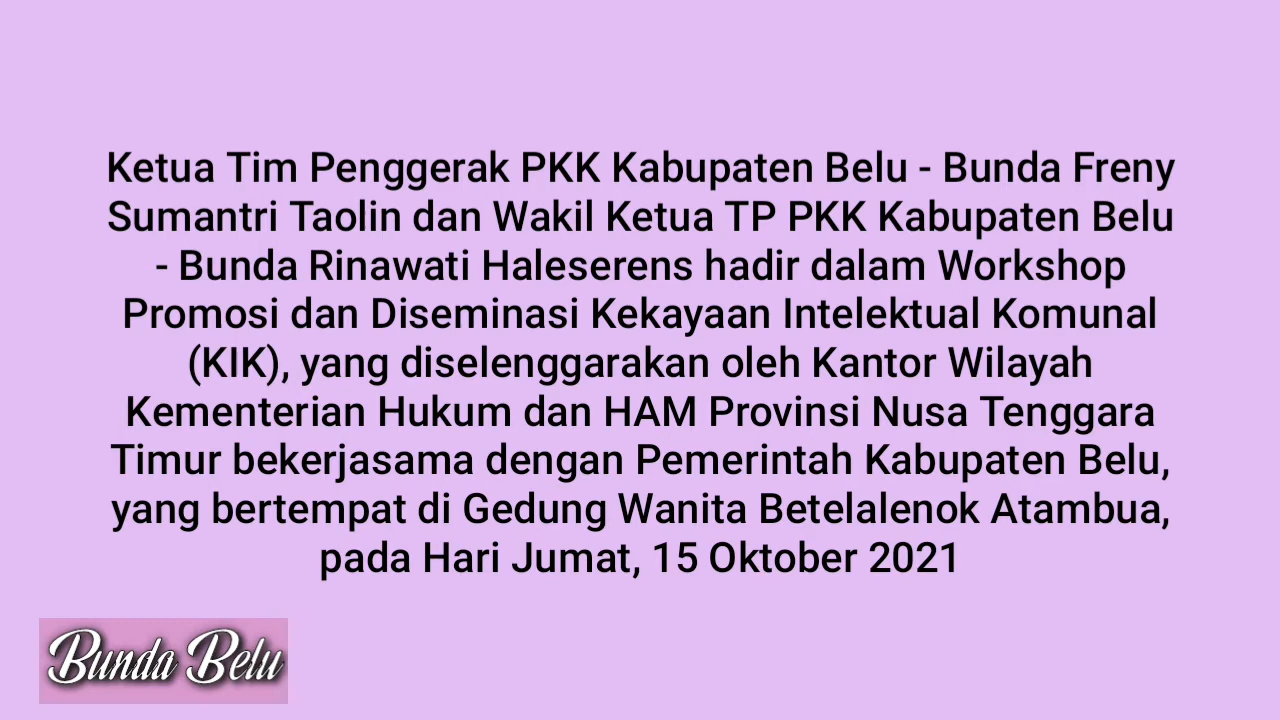 Ketua Tim Penggerak PKK Kabupaten Belu - Bunda Freny
Sumantri Taolin dan Wakil Ketua TP PKK Kabupaten Belu
- Bunda Rinawati Haleserens hadir dalam Workshop
Promosi dan Diseminasi Kekayaan Intelektual Komunal
(KIK), yang diselenggarakan oleh Kantor Wilayah
Kementerian Hukum dan HAM Provinsi Nusa Tenggara
Timur bekerjasama dengan Pemerintah Kabupaten Belu,
yang bertempat di Gedung Wanita Betelalenok Atambua,
pada Hari Jumat, 15 Oktober 2021
Bunda Belu